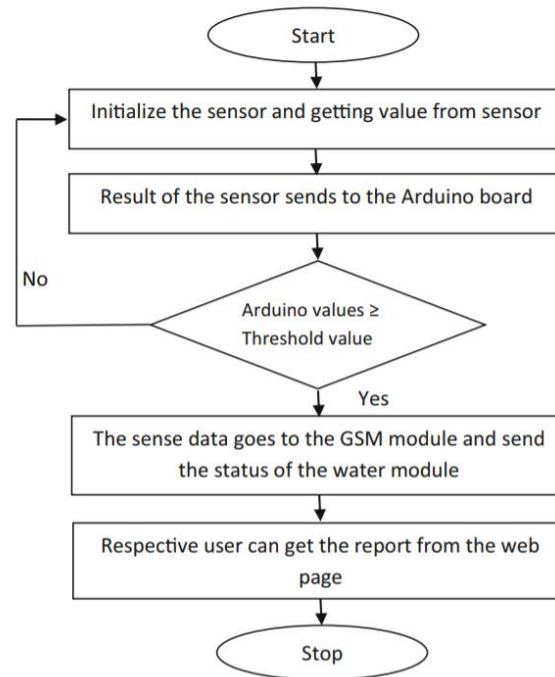 Start
Initialize the sensor and getting value from sensor
Result of the sensor sends to the Arduino board
No
Arduino values ≥
Threshold value
Yes
The sense data goes to the GSM module and send
the status of the water module
Respective user can get the report from the web
page
Stop